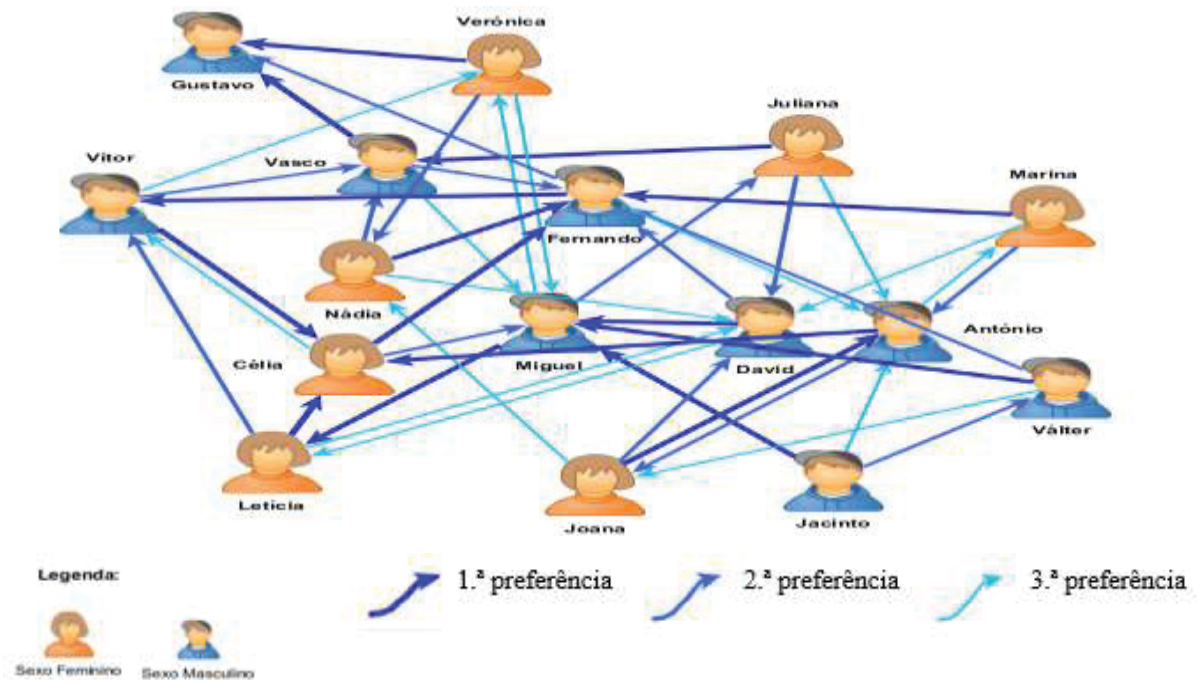 Verónica
Gustavo
Juliana
Vitor
Vasco
Marina
Fernando
Nádia
António
Célia
Miguel
David
Válter
Letícia
Joana
Jacinto
Legenda:
1.ª preferência
2.ª preferência
3.ª preferência
Sexo Feminino
Sexo Masculino